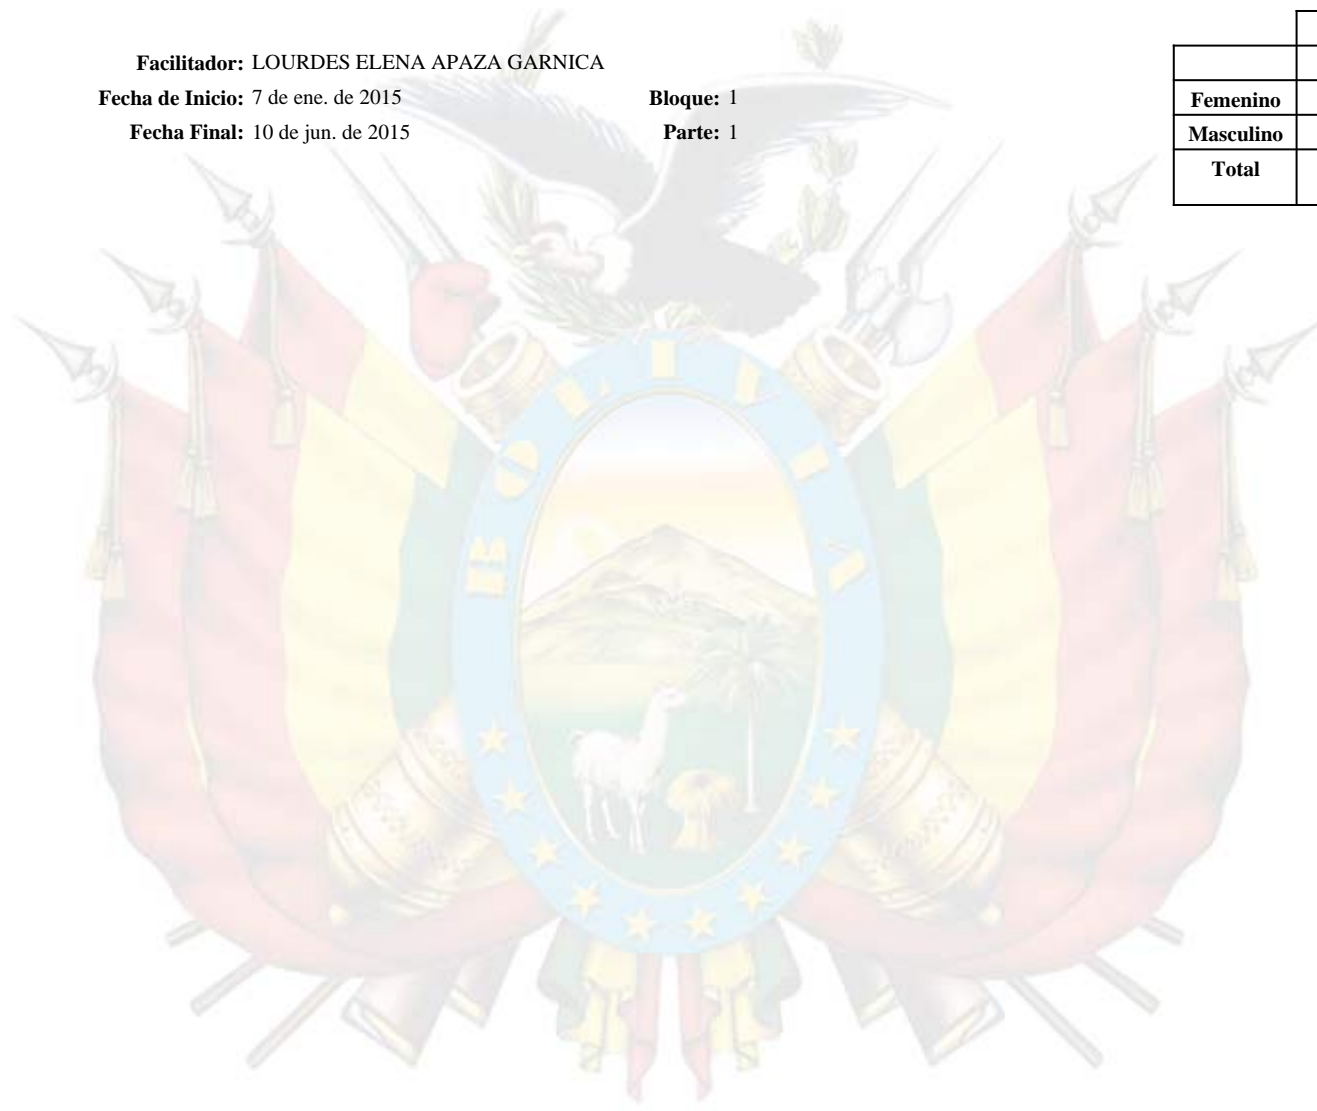 Facilitador: LOURDES ELENA APAZA GARNICA
Fecha de Inicio: 7 de ene. de 2015 Bloque: 1
Fecha Final: 10 de jun. de 2015 Parte: 1
Femenino
Masculino
Total
BOLIVIA